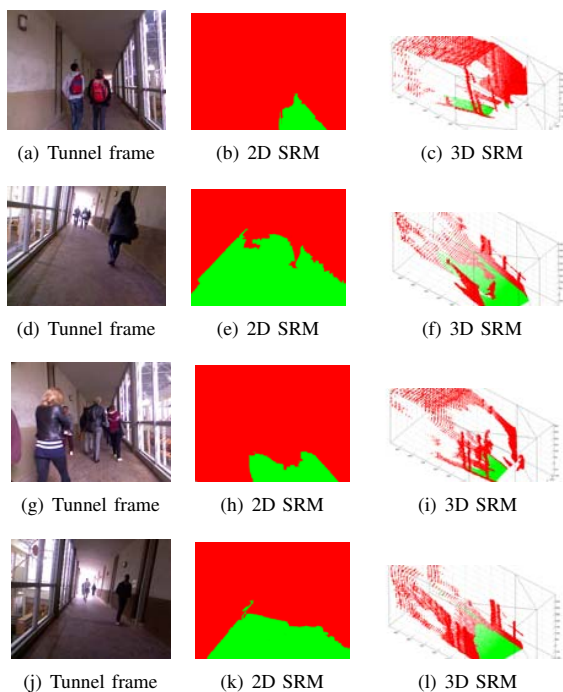 (a) Tunnel frame
(b) 2D SRM
(c) 3D SRM
(d) Tunnel frame
(e) 2D SRM
(f) 3D SRM
(g) Tunnel frame
(h) 2D SRM
(i) 3D SRM
(j) Tunnel frame
(k) 2D SRM
(l) 3D SRM